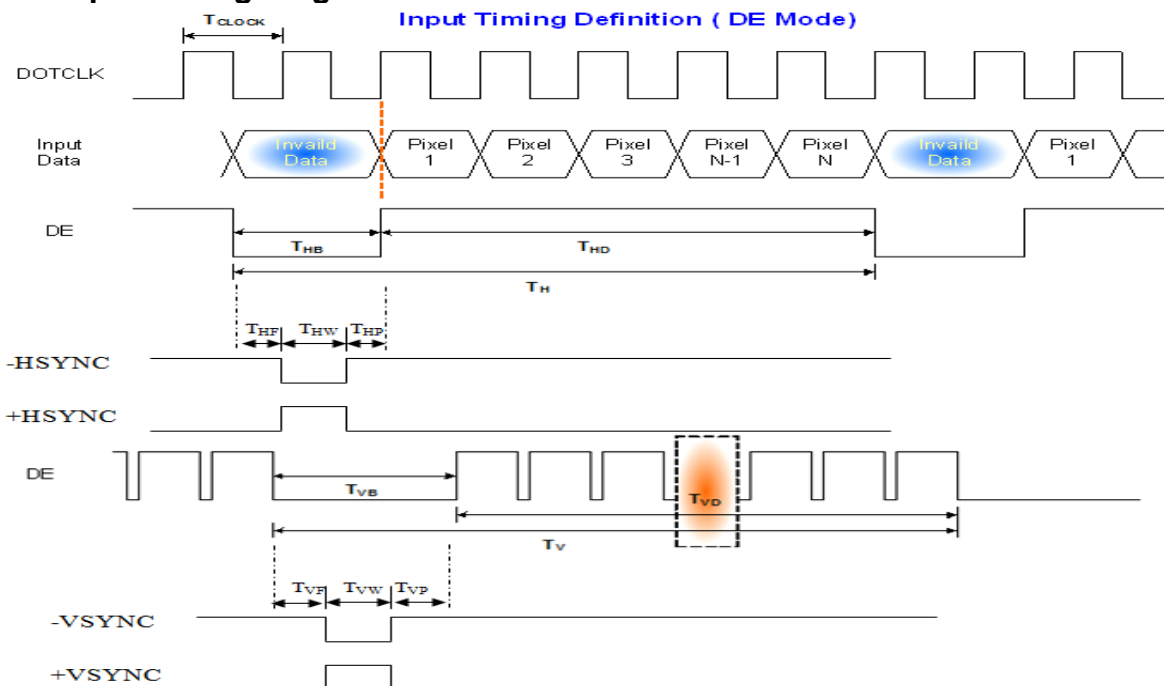 Input Timing Definition ( DE Mode)
TCLOCK
DOTCLK
Input
Data
Invaild
Data
Pixel
1
Pixel
2
Pixel
3
Pixel
N-1
Pixel
N
Invaild
Data
Pixel
1
DE
THB
THD
TH
THF
THW
THP
-HSYNC
+HSYNC
DE
TVB
TVD
TV
TVF
TVW
TVP
-VSYNC
+VSYNC